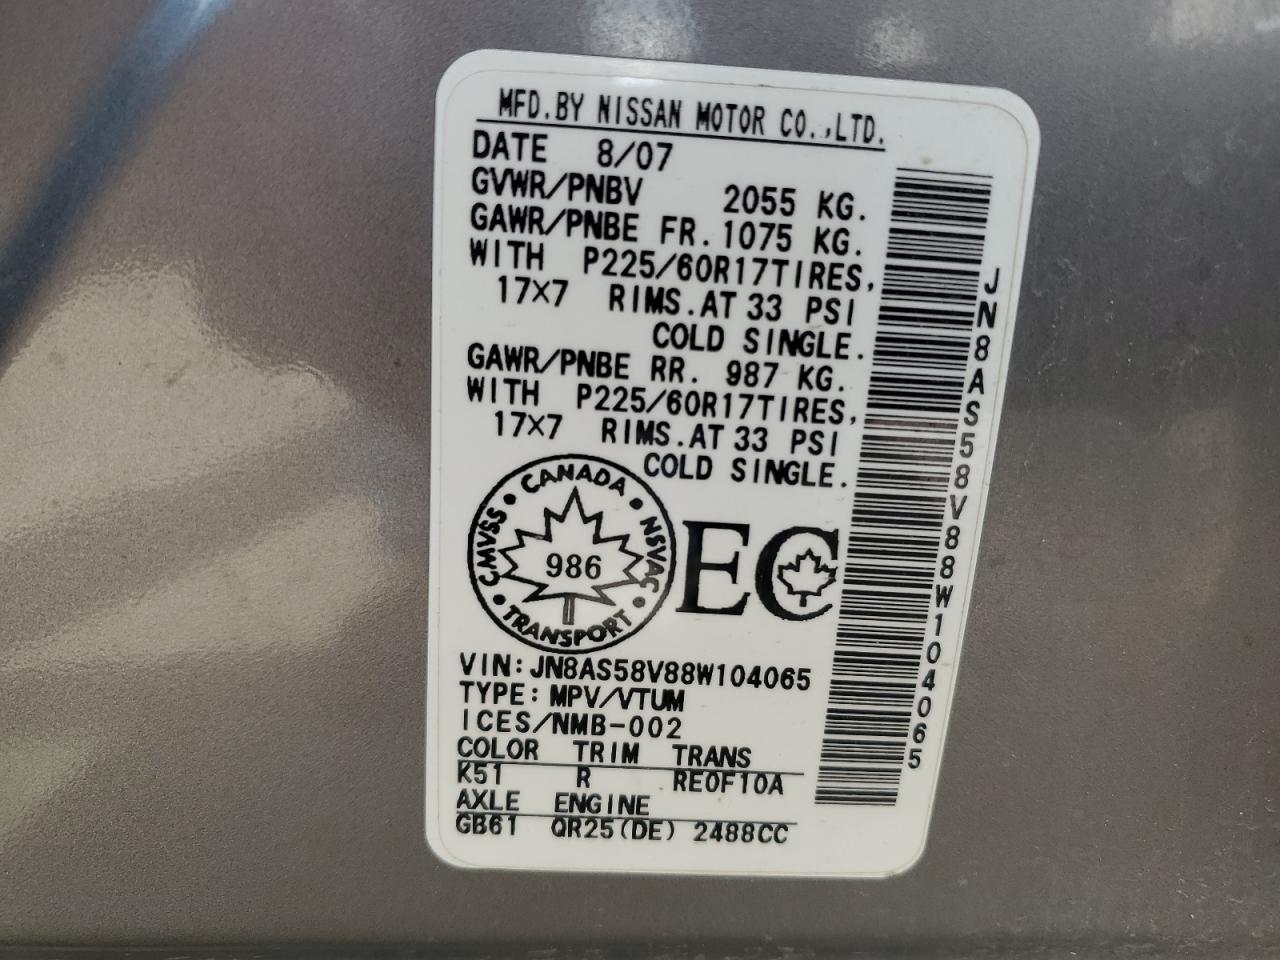 MFD.BY NISSAN MOTOR CO.,LTD.
DATE 8/07
GVWR/PNBV 2055 KG.
GAWR/PNBE FR.1075 KG.
WITH P225/60R17TIRES,
17×7 RIMS.AT 33 PSI
COLD SINGLE.
GAWR/PNBE RR. 987 KG.
WITH P225/60R17TIRES,
17×7 RIMS.AT 33 PSI
COLD SINGLE.
CANADA
CMVSS 986 NSVAC
TRANSPORT
EC
VIN:JN8AS58V88W104065
TYPE:MPV/VTUM
ICES/NMB-002
COLOR TRIM TRANS
K51 R RE0F10A
AXLE ENGINE
GB61 QR25(DE) 2488CC
JN8AS58V88W104065